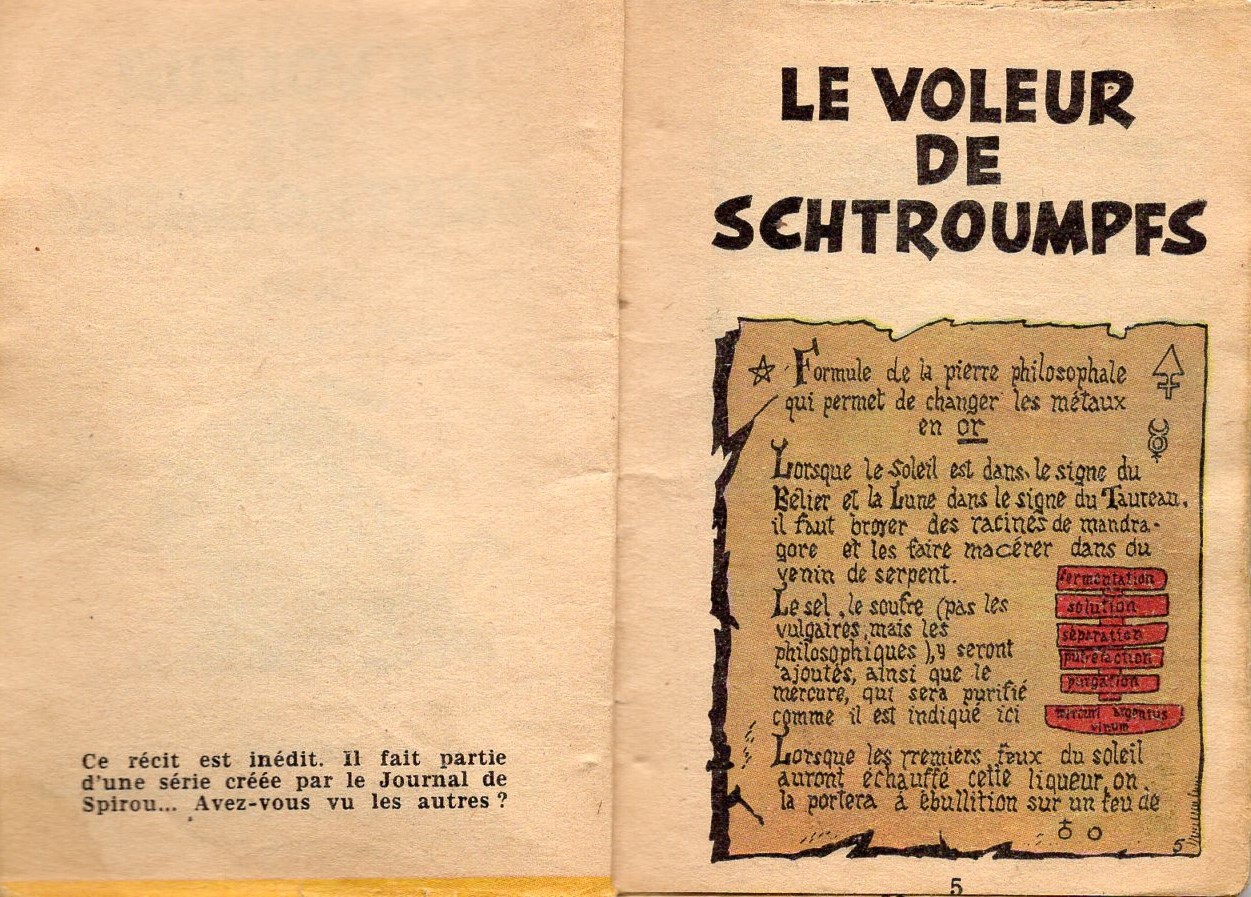 Ce récit est inédit. Il fait partie
d'une série créée par le Journal de
Spirou... Avez-vous vu les autres ?
LE VOLEUR
DE
SCHTROUMPFS
Formule de la pierre philosophale
qui permet de changer les métaux
en or
Lorsque le Soleil est dans le signe du
Bélier et la Lune dans le signe du Taureau,
il faut broyer des racines de mandra-
gore et les faire macérer dans du
venin de serpent.
Le sel, le soufre (pas les
vulgaires, mais les
philosophiques), y seront
ajoutés, ainsi que le
mercure, qui sera purifié
comme il est indiqué ici
fermentation
solution
séparation
putréfaction
purgation
argentus
vinum
Lorsque les premiers feux du soleil
auront échauffé cette liqueur, on
la portera à ébullition sur un feu de
5
5